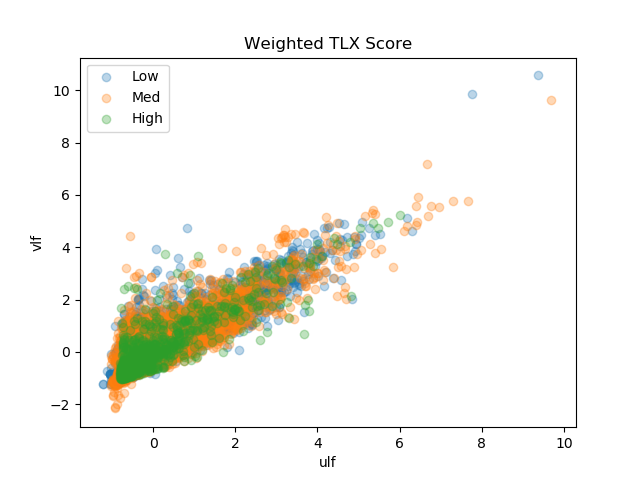 Weighted TLX Score
Low
Med
High
10
8
6
4
2
0
−2
vlf
0 2 4 6 8 10
ulf